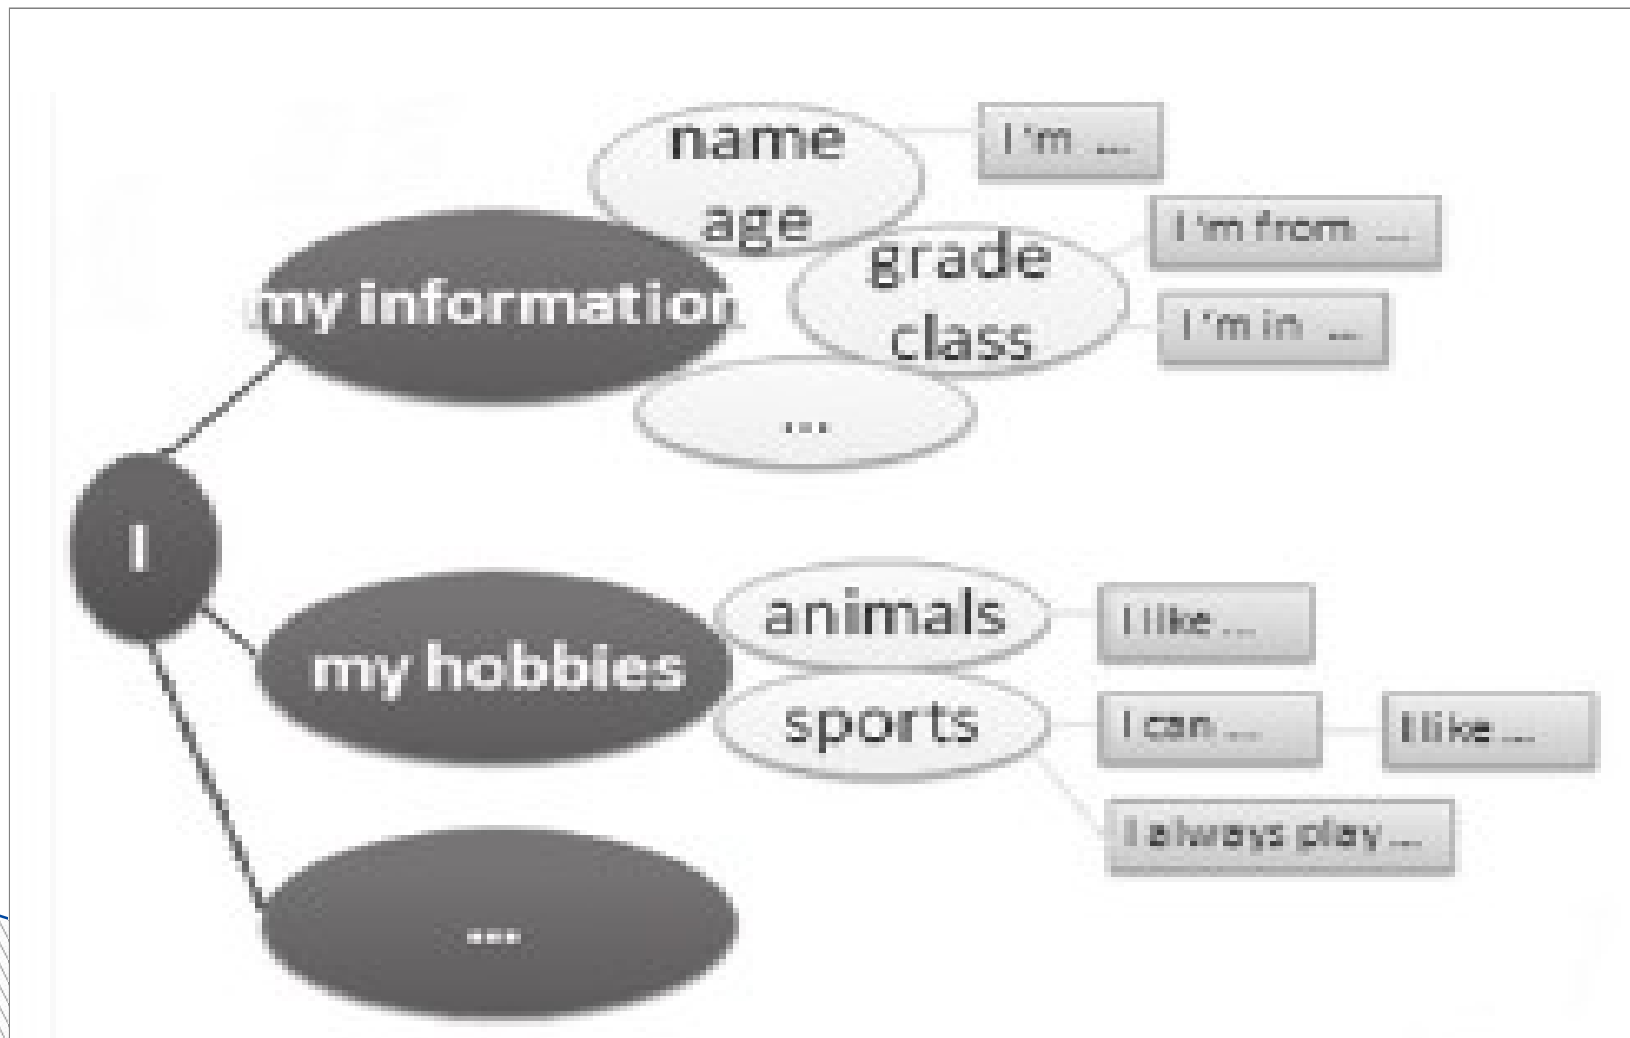 name
age
I'm ...
I'm from ...
my information
grade
class
I'm in ...
...
I
my hobbies
animals
I like ...
sports
I can ...
I like ...
I always play ...
...